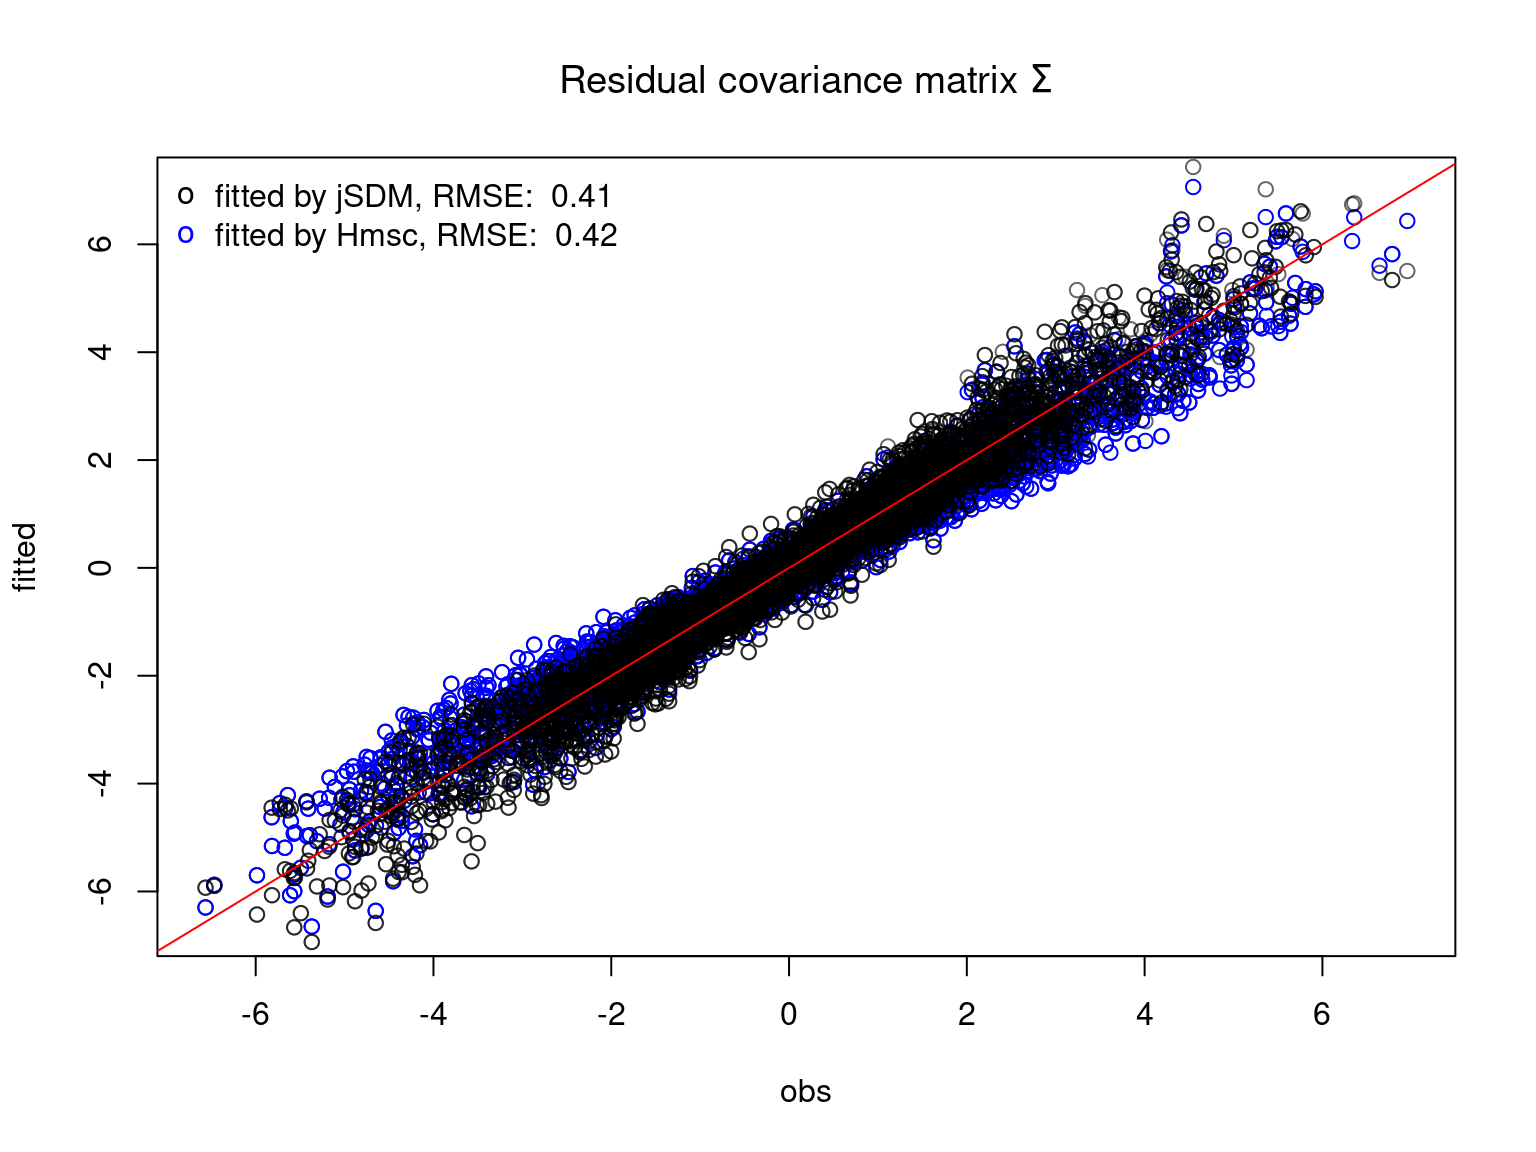 Residual covariance matrix Σ
o fitted by jSDM, RMSE: 0.41
o fitted by Hmsc, RMSE: 0.42
fitted
6
4
2
0
-2
-4
-6
-6 -4 -2 0 2 4 6
obs